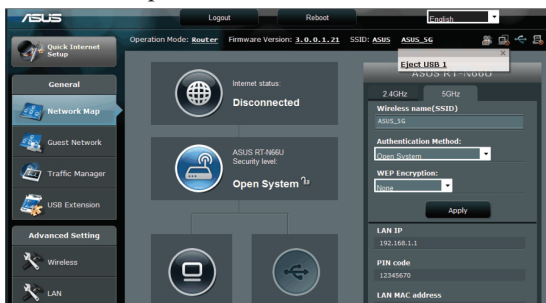 ASUS
Logout
Reboot
English
Quick Internet Setup
Operation Mode: Router Firmware Version: 3.0.0.1.21 SSID: ASUS ASUS_5G
Eject USB 1
General
Network Map
Guest Network
Traffic Manager
USB Extension
Advanced Setting
Wireless
LAN
Internet status:
Disconnected
ASUS RT-N66U
Security level:
Open System
ASUS RT-N66U
2.4GHz 5GHz
Wireless name(SSID)
ASUS_5G
Authentication Method:
Open System
WEP Encryption:
None
Apply
LAN IP
192.168.1.1
PIN code
12345670
LAN MAC address